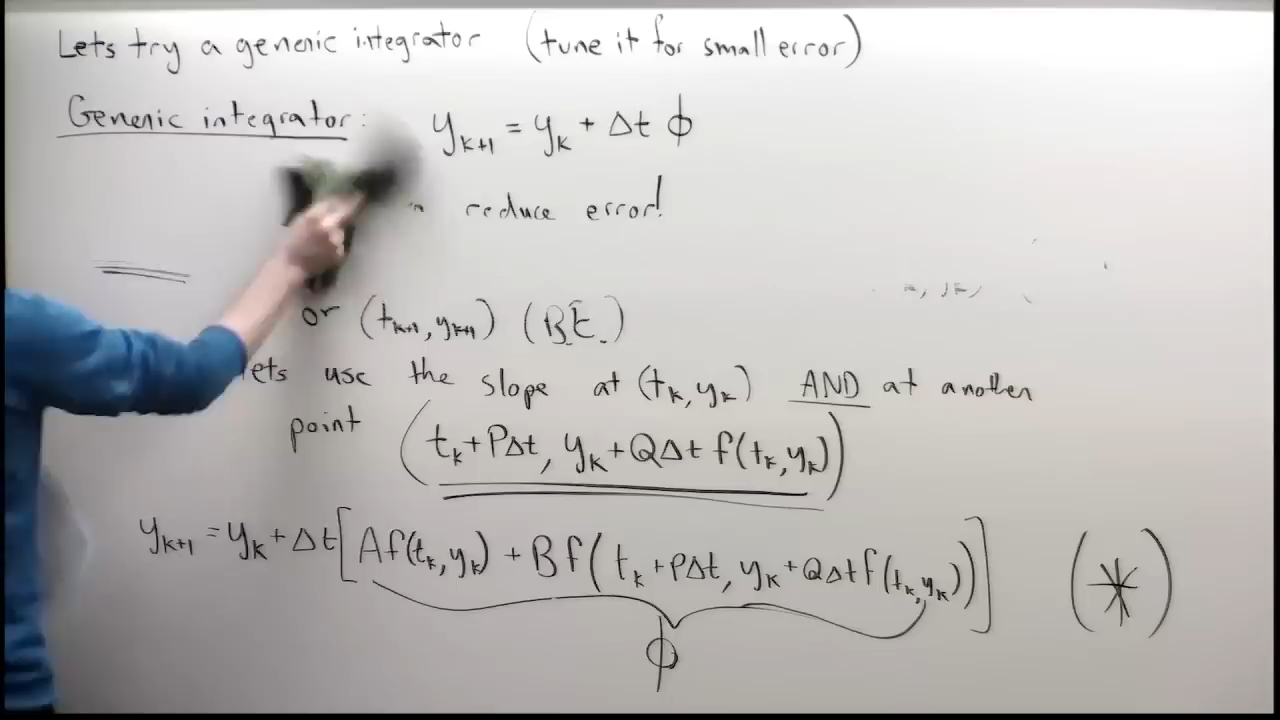 Lets try a generic integrator (tune it for small error)
Generic integrator: y_{k+1} = y_k + Δt ϕ
reduce error!
or (t_{k+1}, y_{k+1}) (B.E.)
lets use the slope at (t_k, y_k) AND at another
point (t_k + PΔt, y_k + QΔt f(t_k, y_k))
y_{k+1} = y_k + Δt [Af(t_k, y_k) + Bf(t_k + PΔt, y_k + QΔt f(t_k, y_k))] (*)
ϕ